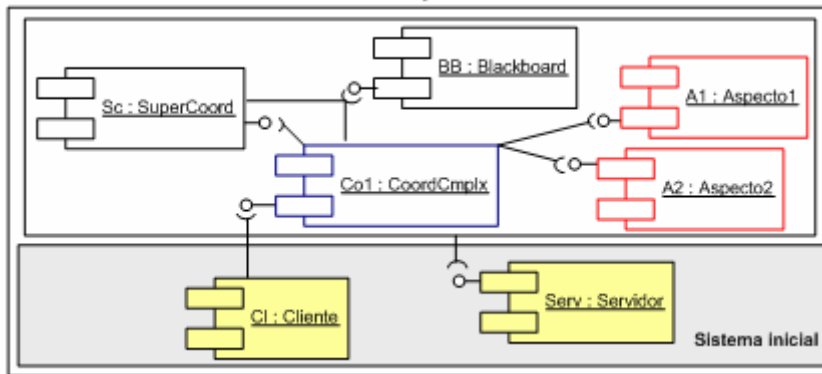 BB : Blackboard
Sc : SuperCoord
A1 : Aspecto1
Co1 : CoordCmplx
A2 : Aspecto2
Cl : Cliente
Serv : Servidor
Sistema inicial